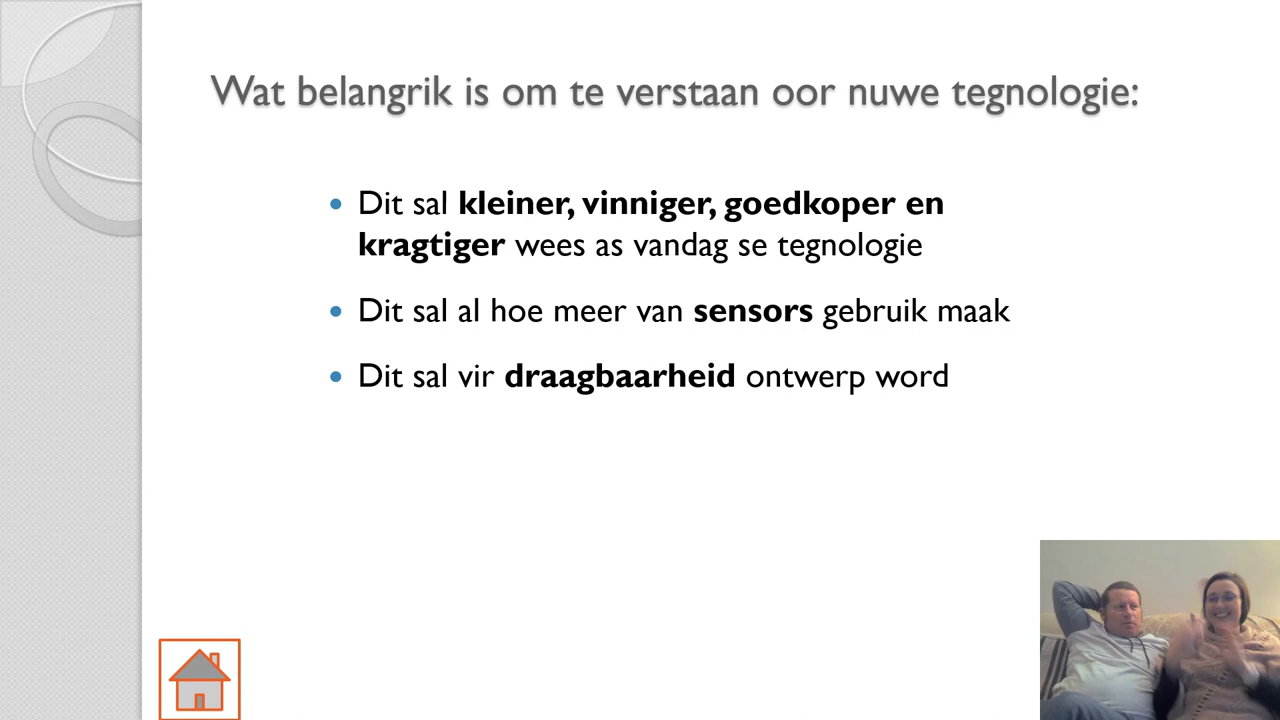 Wat belangrik is om te verstaan oor nuwe tegnologie:
• Dit sal kleiner, vinniger, goedkoper en
kragtiger wees as vandag se tegnologie
• Dit sal al hoe meer van sensors gebruik maak
• Dit sal vir draagbaarheid ontwerp word